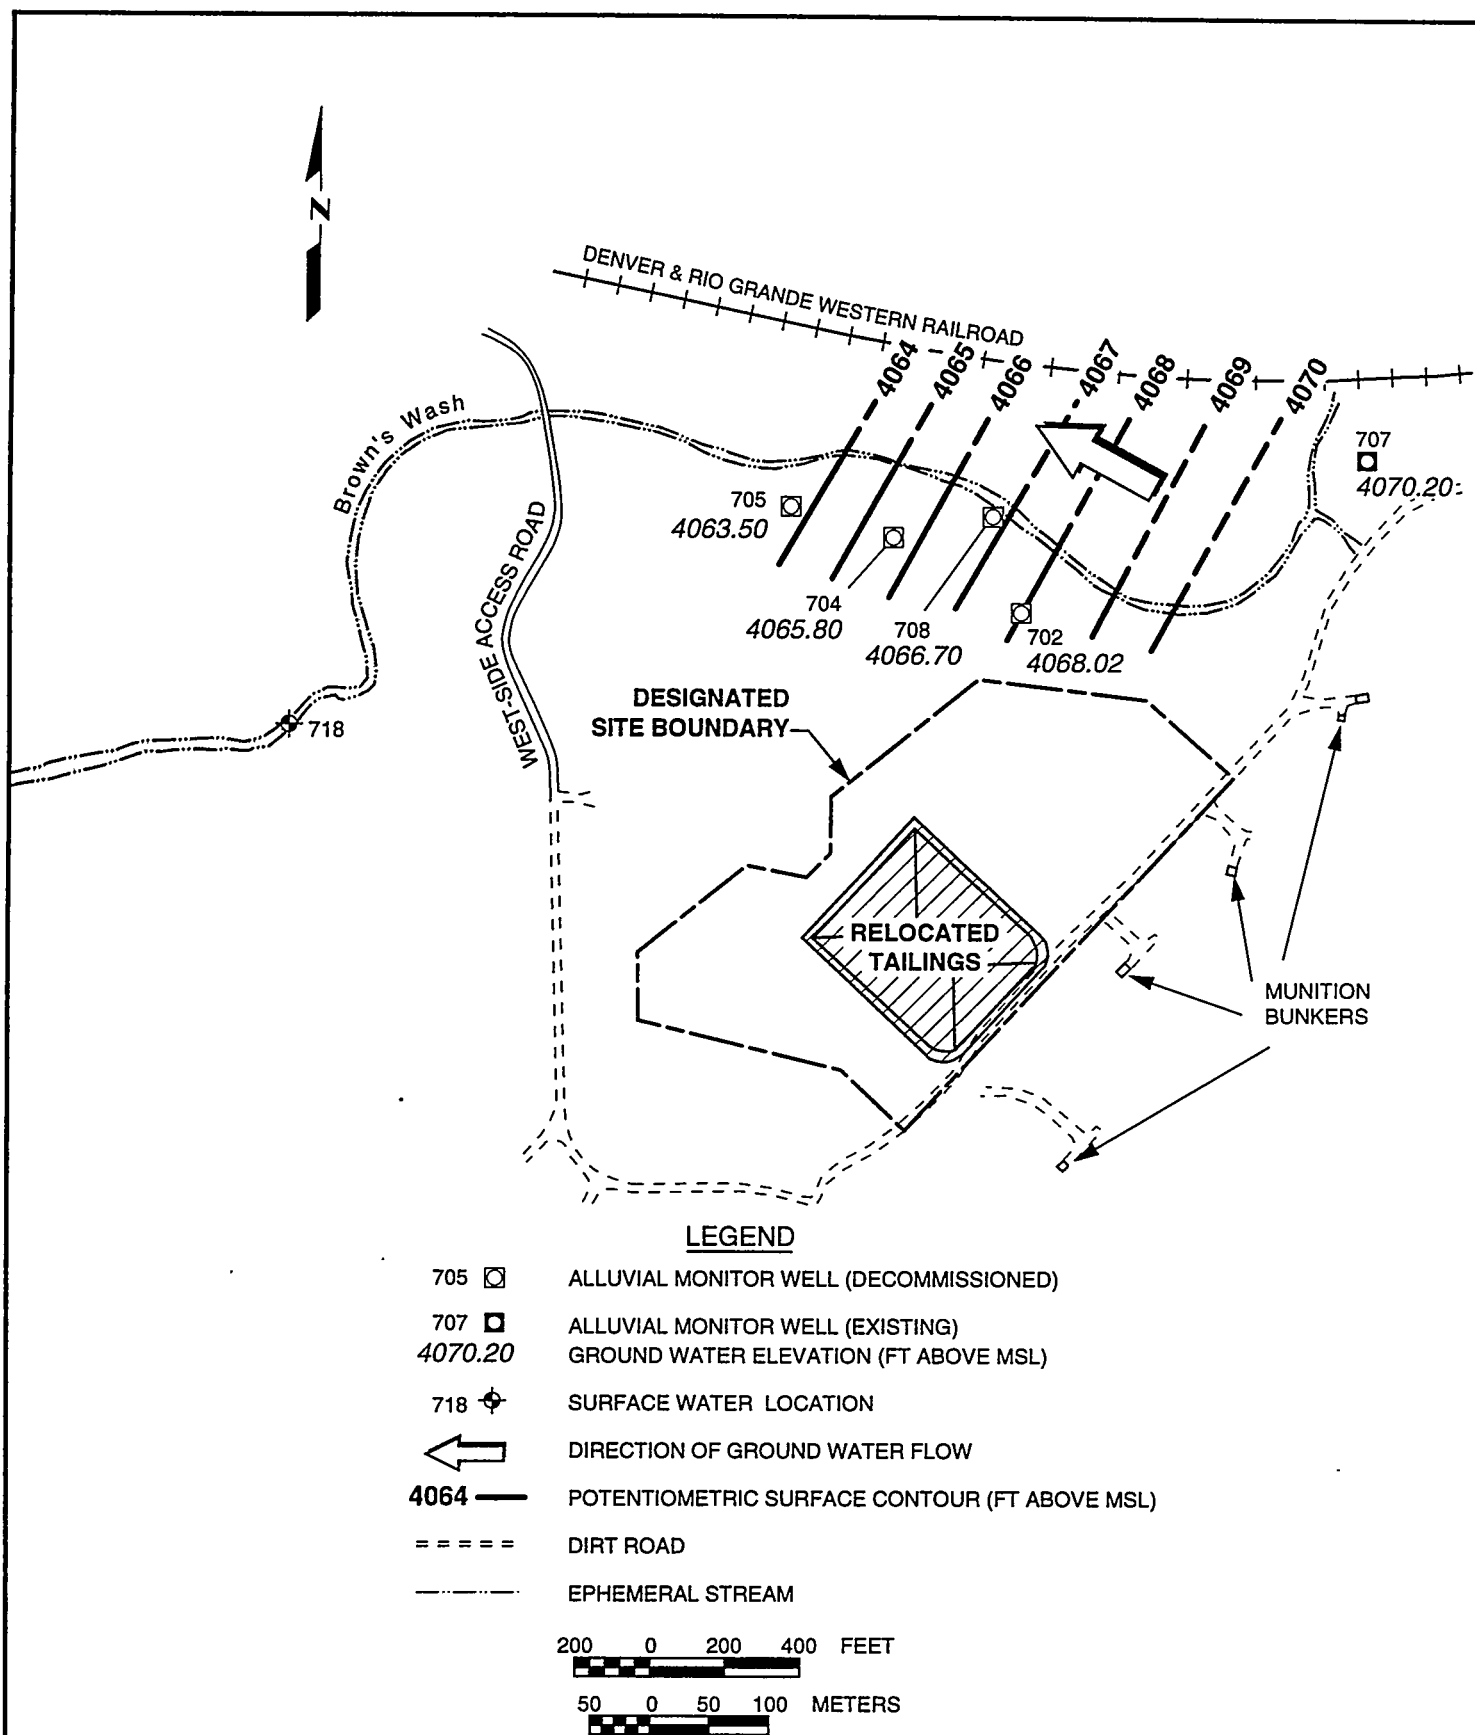 N
DENVER & RIO GRANDE WESTERN RAILROAD
4064
4065
4066
4067
4068
4069
4070
Brown's Wash
707
4070.20
705
4063.50
WEST-SIDE ACCESS ROAD
704
4065.80
708
4066.70
702
4068.02
DESIGNATED
SITE BOUNDARY
718
RELOCATED
TAILINGS
MUNITION
BUNKERS
LEGEND
705 ALLUVIAL MONITOR WELL (DECOMMISSIONED)
707 ALLUVIAL MONITOR WELL (EXISTING)
4070.20 GROUND WATER ELEVATION (FT ABOVE MSL)
718 SURFACE WATER LOCATION
DIRECTION OF GROUND WATER FLOW
4064 POTENTIOMETRIC SURFACE CONTOUR (FT ABOVE MSL)
DIRT ROAD
EPHEMERAL STREAM
200 0 200 400 FEET
50 0 50 100 METERS